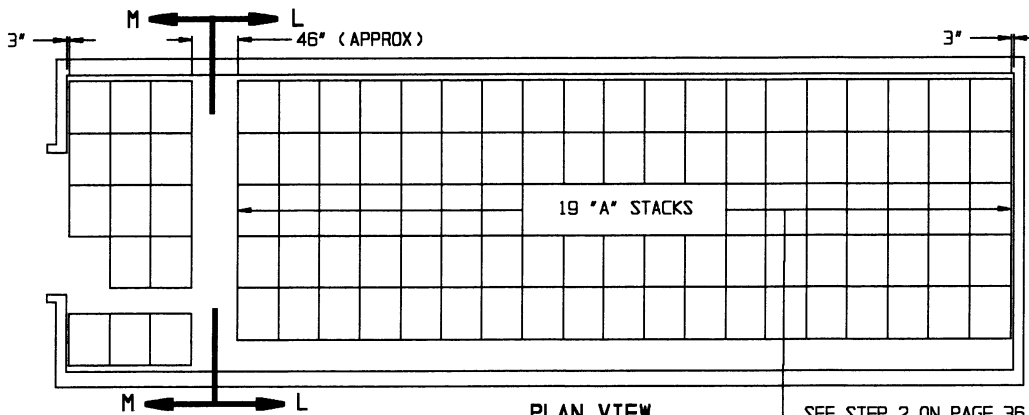 M L
3" 46" (APPROX) 3"
19 "A" STACKS
M L
PLAN VIEW
SEE STEP 2 ON PAGE 36